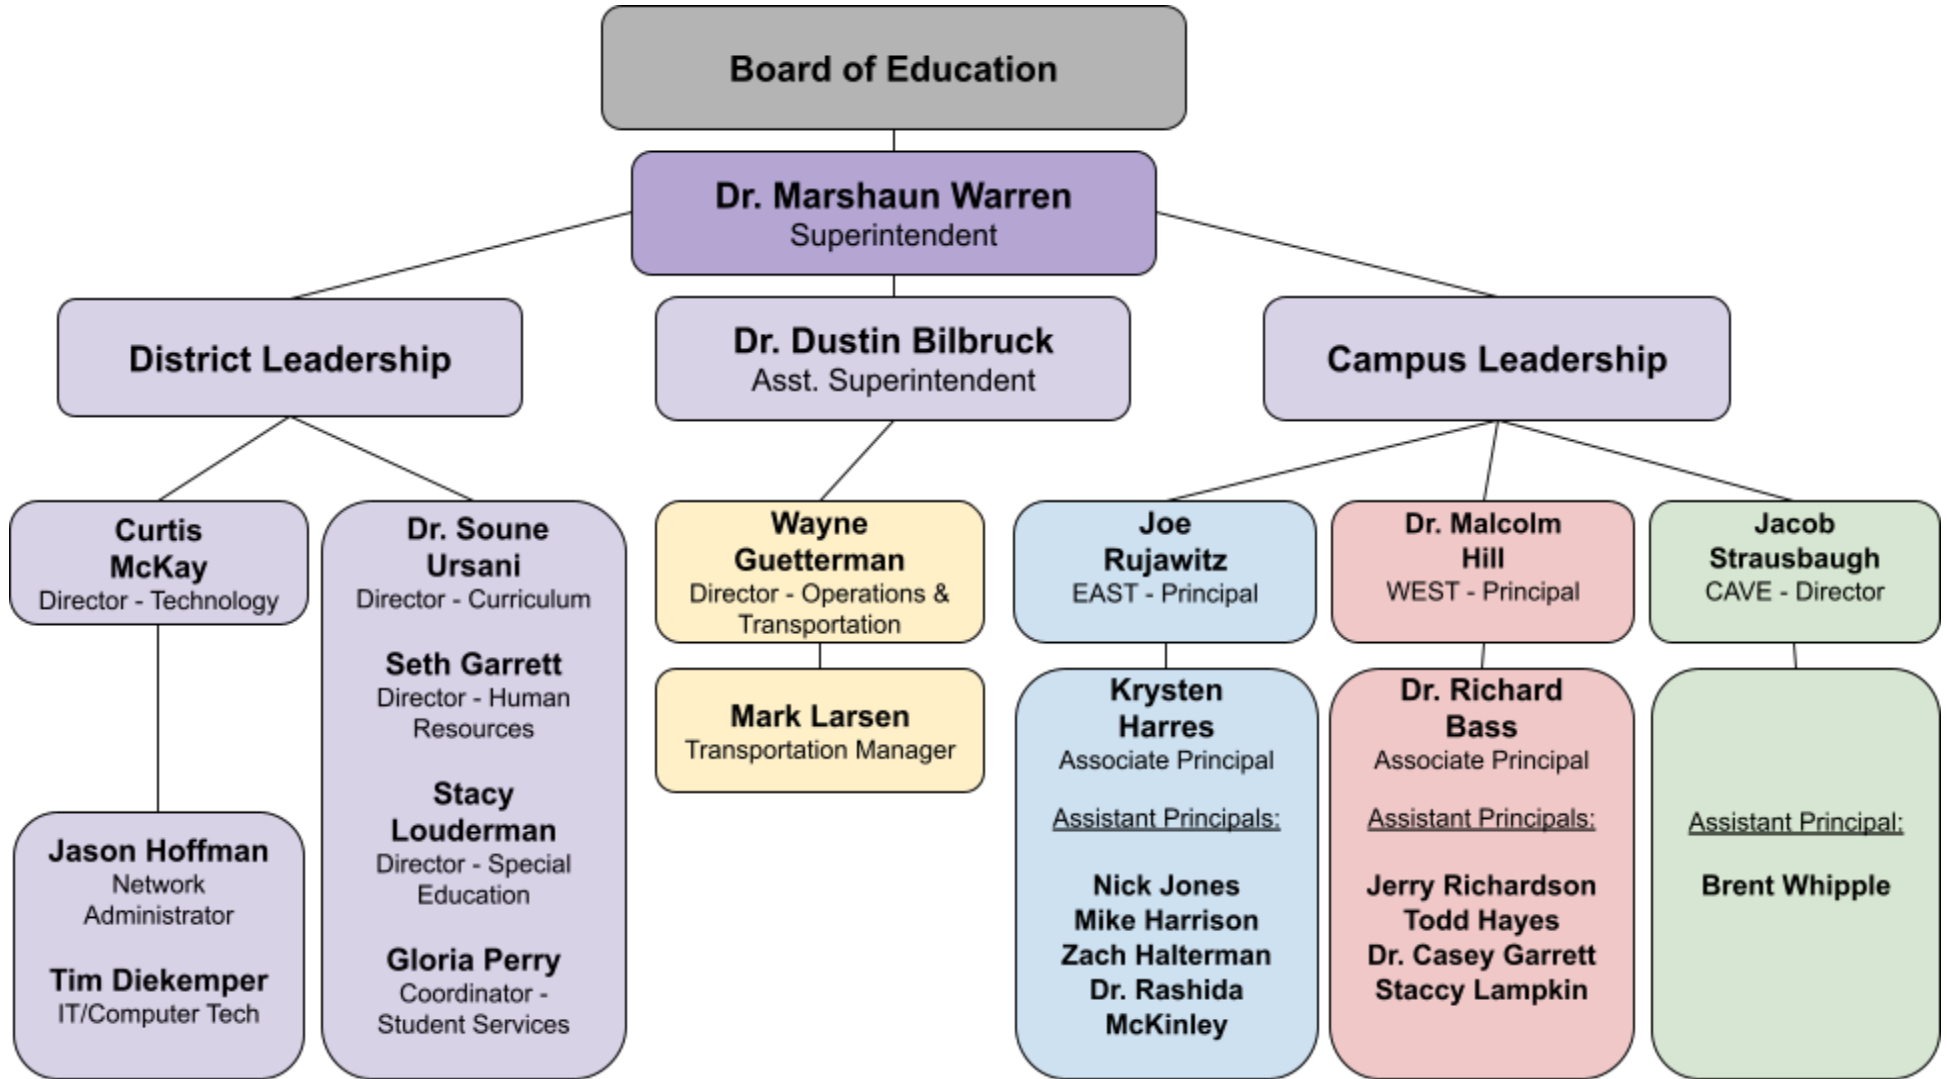 Board of Education
Dr. Marshaun Warren
Superintendent
District Leadership
Dr. Dustin Bilbruck
Asst. Superintendent
Campus Leadership
Curtis
McKay
Director - Technology
Jason Hoffman
Network
Administrator
Tim Diekemper
IT/Computer Tech
Dr. Soune
Ursani
Director - Curriculum
Seth Garrett
Director - Human
Resources
Stacy
Louderman
Director - Special
Education
Gloria Perry
Coordinator -
Student Services
Wayne
Guetterman
Director - Operations &
Transportation
Mark Larsen
Transportation Manager
Joe
Rujawitz
EAST - Principal
Krysten
Harres
Associate Principal
Assistant Principals:
Nick Jones
Mike Harrison
Zach Halterman
Dr. Rashida
McKinley
Dr. Malcolm
Hill
WEST - Principal
Dr. Richard
Bass
Associate Principal
Assistant Principals:
Jerry Richardson
Todd Hayes
Dr. Casey Garrett
Staccy Lampkin
Jacob
Strausbaugh
CAVE - Director
Assistant Principal:
Brent Whipple